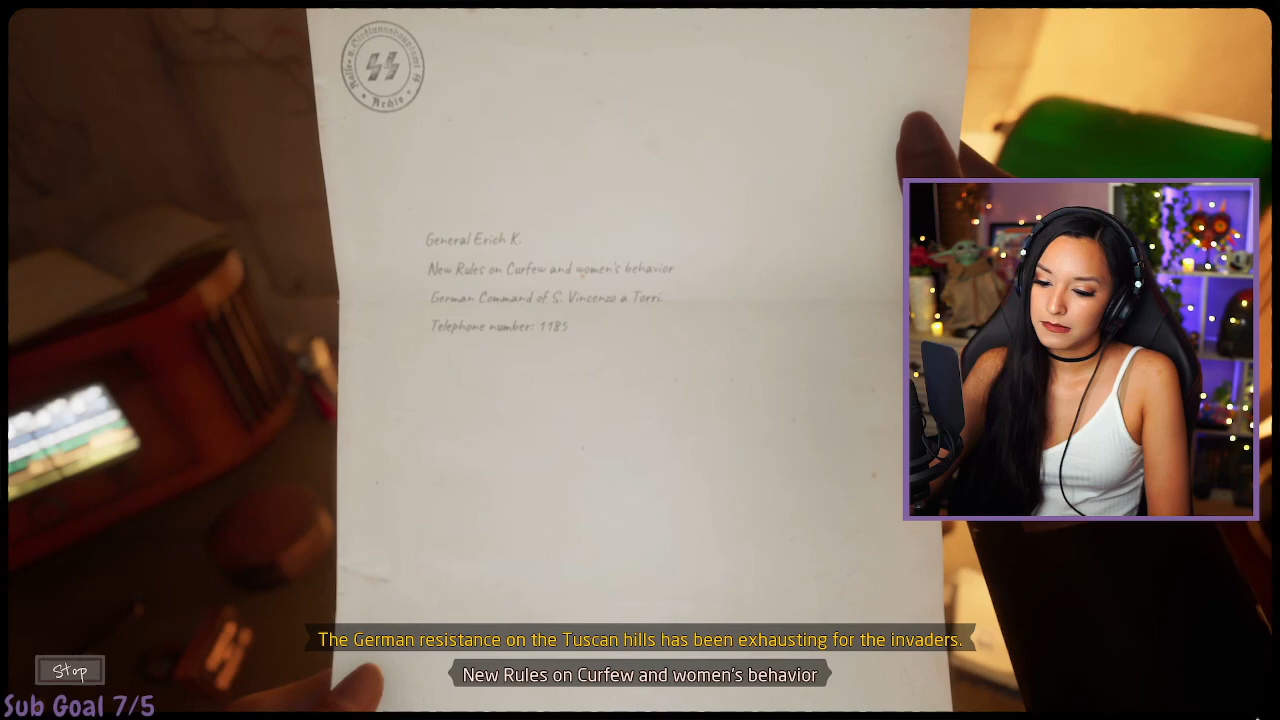 SS
Archiv
General Erich K.
New Rules on Curfew and women's behavior
German Command of S. Vincenzo a Torri.
Telephone number: 1185
The German resistance on the Tuscan hills has been exhausting for the invaders.
New Rules on Curfew and women's behavior
Stop
Sub Goal 7/5